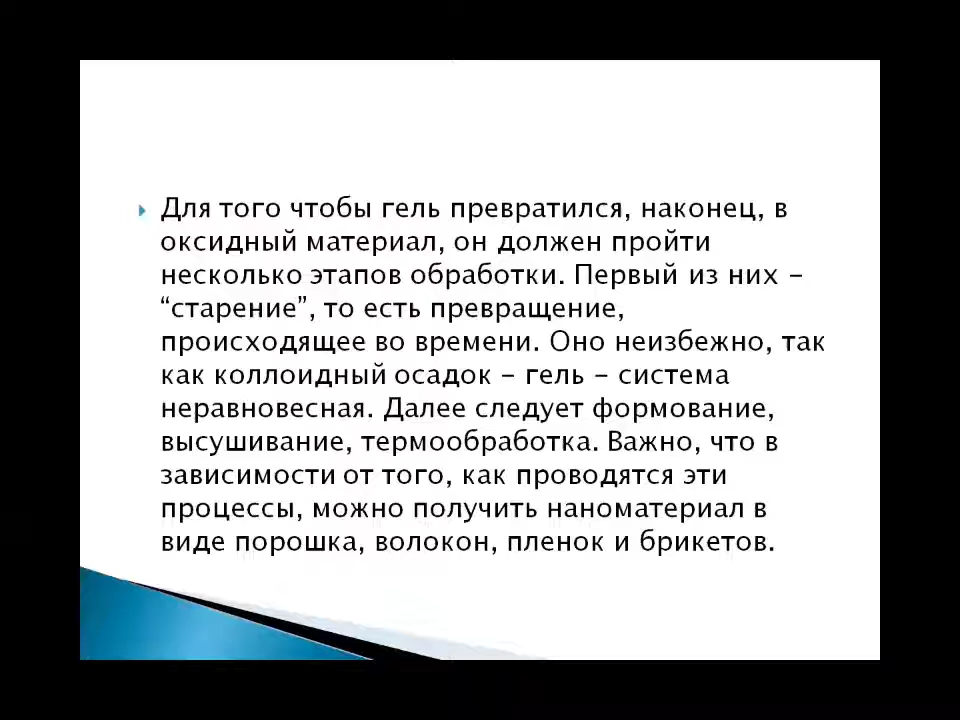 Для того чтобы гель превратился, наконец, в
оксидный материал, он должен пройти
несколько этапов обработки. Первый из них –
“старение”, то есть превращение,
происходящее во времени. Оно неизбежно, так
как коллоидный осадок – гель – система
неравновесная. Далее следует формование,
высушивание, термообработка. Важно, что в
зависимости от того, как проводятся эти
процессы, можно получить наноматериал в
виде порошка, волокон, пленок и брикетов.